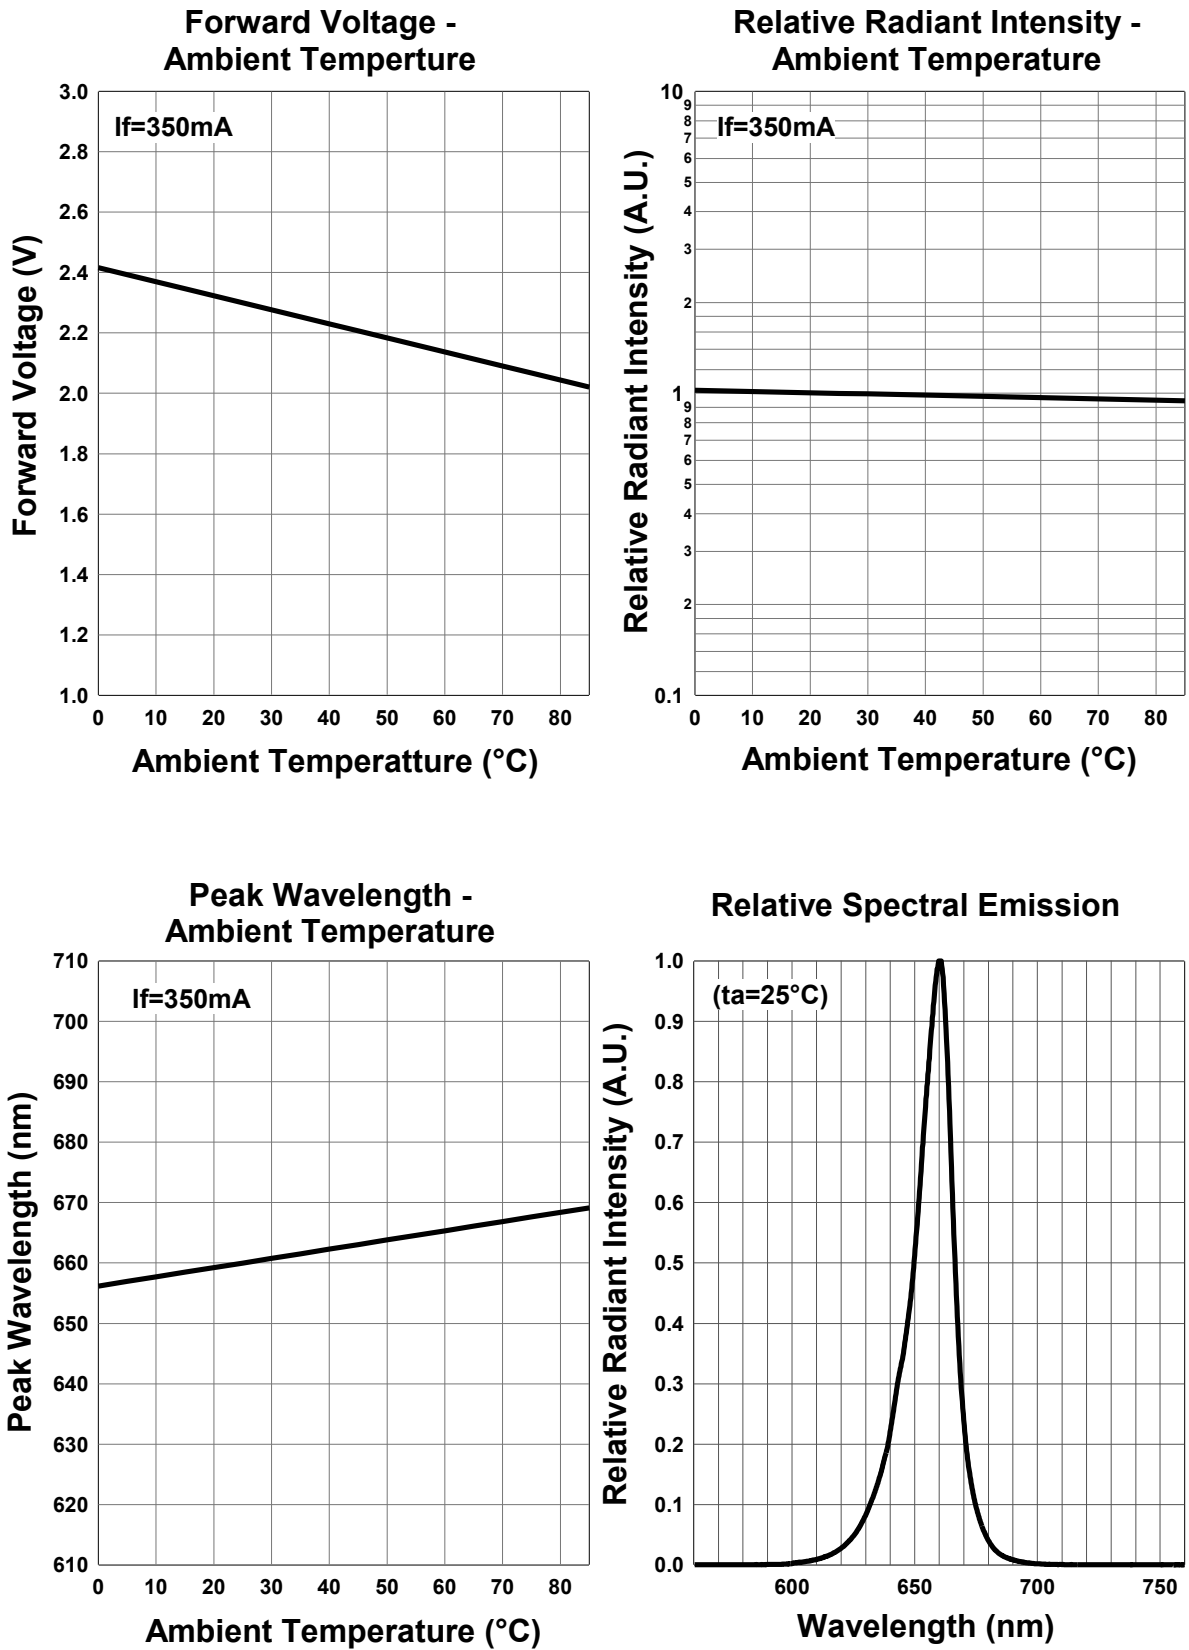 Forward Voltage -
Ambient Temperture
3.0
2.8
2.6
2.4
2.2
2.0
1.8
1.6
1.4
1.2
1.0
If=350mA
Forward Voltage (V)
0 10 20 30 40 50 60 70 80
Ambient Temperatture (°C)
Relative Radiant Intensity -
Ambient Temperature
10
9
8
7
6
5
4
3
2
1
9
8
7
6
5
4
3
2
0.1
If=350mA
Relative Radiant Intensity (A.U.)
0 10 20 30 40 50 60 70 80
Ambient Temperature (°C)
Peak Wavelength -
Ambient Temperature
710
700
690
680
670
660
650
640
630
620
610
If=350mA
Peak Wavelength (nm)
0 10 20 30 40 50 60 70 80
Ambient Temperature (°C)
Relative Spectral Emission
1.0
0.9
0.8
0.7
0.6
0.5
0.4
0.3
0.2
0.1
0.0
(ta=25°C)
Relative Radiant Intensity (A.U.)
600 650 700 750
Wavelength (nm)